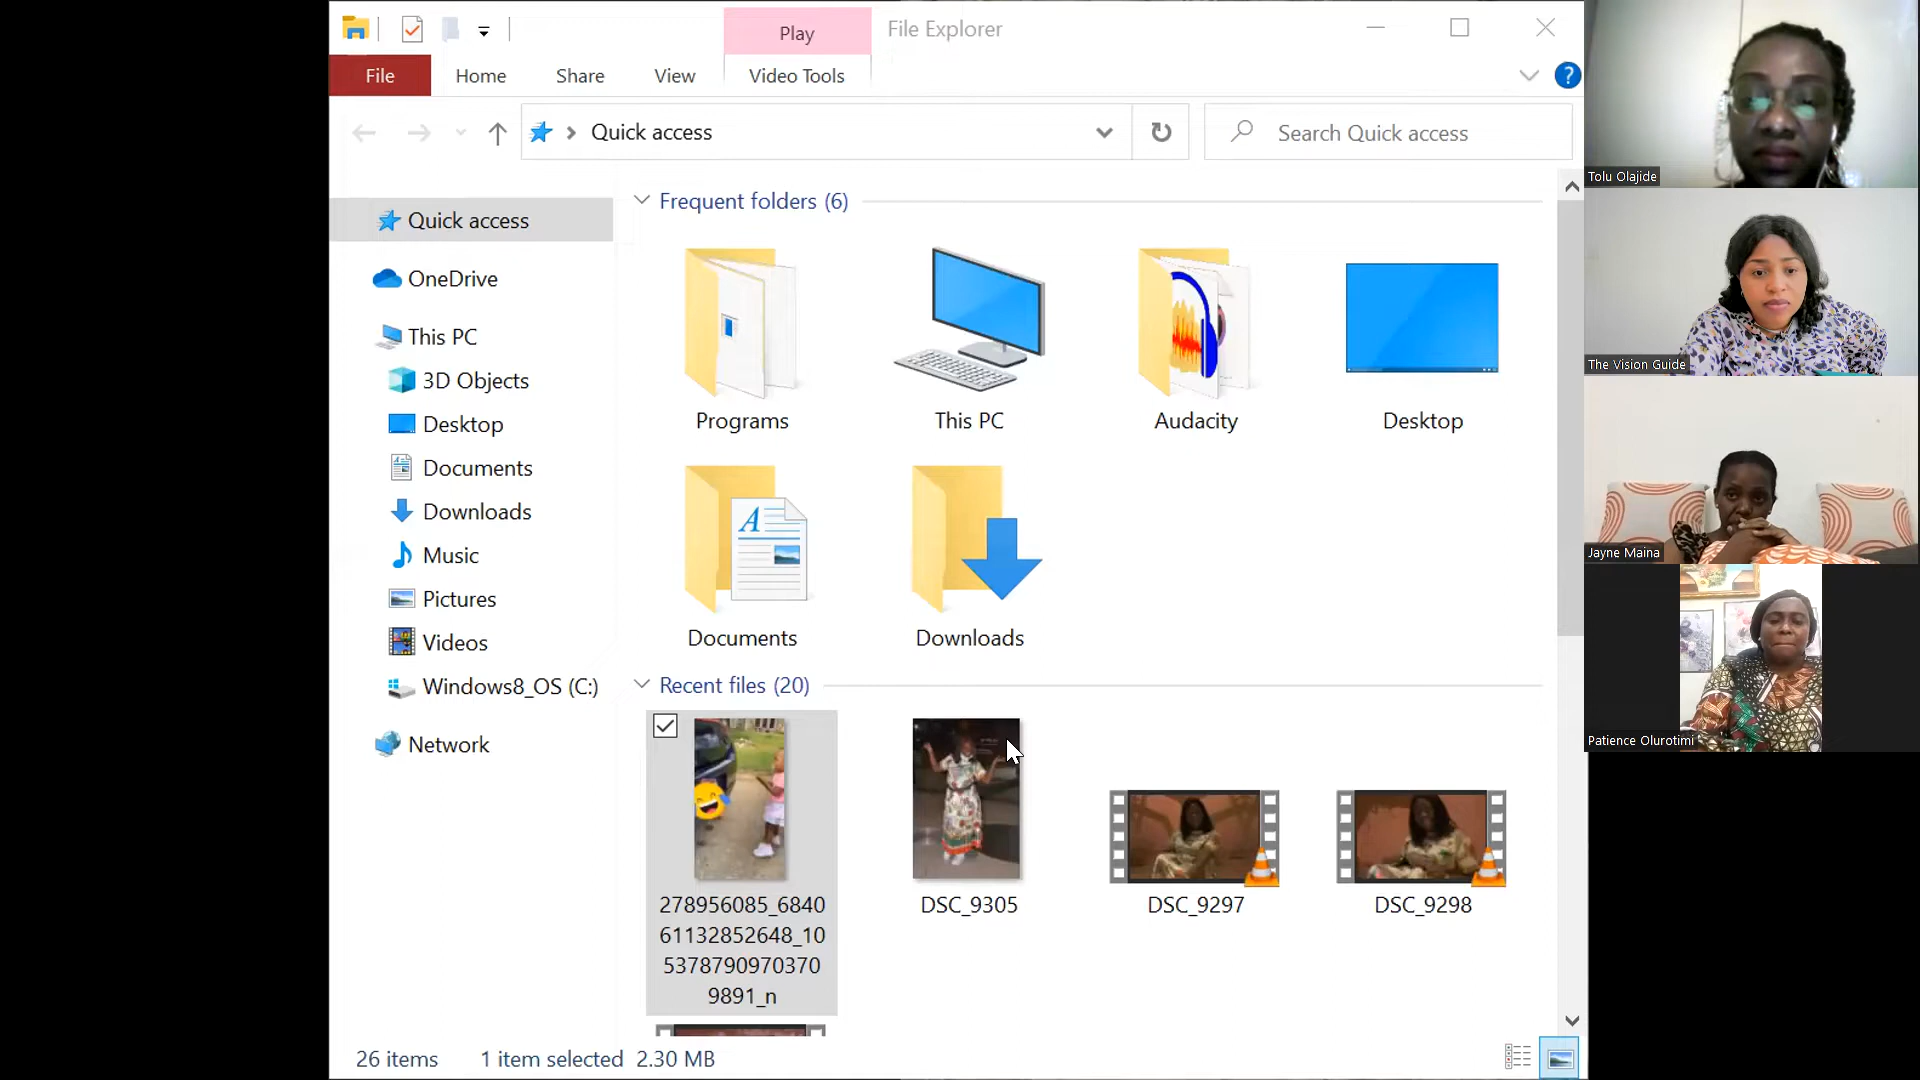 Play
File Explorer
File
Home
Share
View
Video Tools
?
Quick access
Search Quick access
Quick access
OneDrive
This PC
3D Objects
Desktop
Documents
Downloads
Music
Pictures
Videos
Windows8_OS (C:)
Network
Frequent folders (6)
Programs
This PC
Audacity
Desktop
Documents
Downloads
Recent files (20)
278956085_6840
61132852648_10
5378790970370
9891_n
DSC_9305
DSC_9297
DSC_9298
26 items
1 item selected 2.30 MB
Tolu Olajide
The Vision Guide
Jayne Maina
Patience Olurotimi